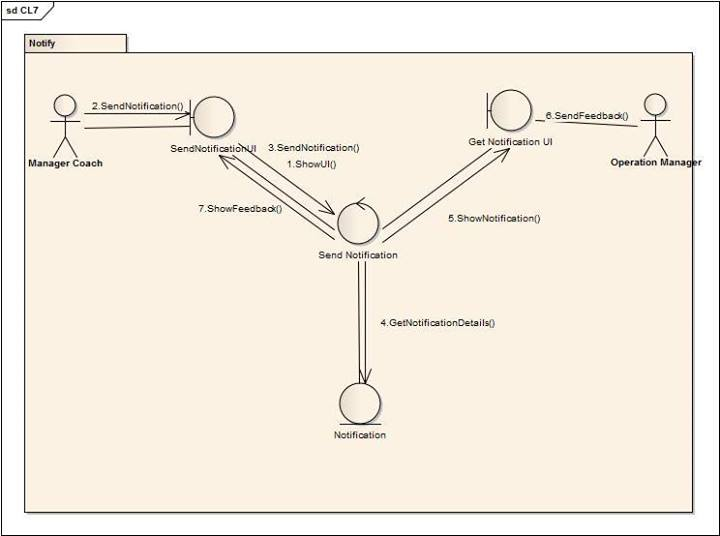 sd CL7
Notify
2.SendNotification()
6.SendFeedback()
SendNotificationUI
3.SendNotification()
Get Notification UI
Manager Coach
1.ShowUI()
Operation Manager
7.ShowFeedback()
5.ShowNotification()
Send Notification
4.GetNotificationDetails()
Notification